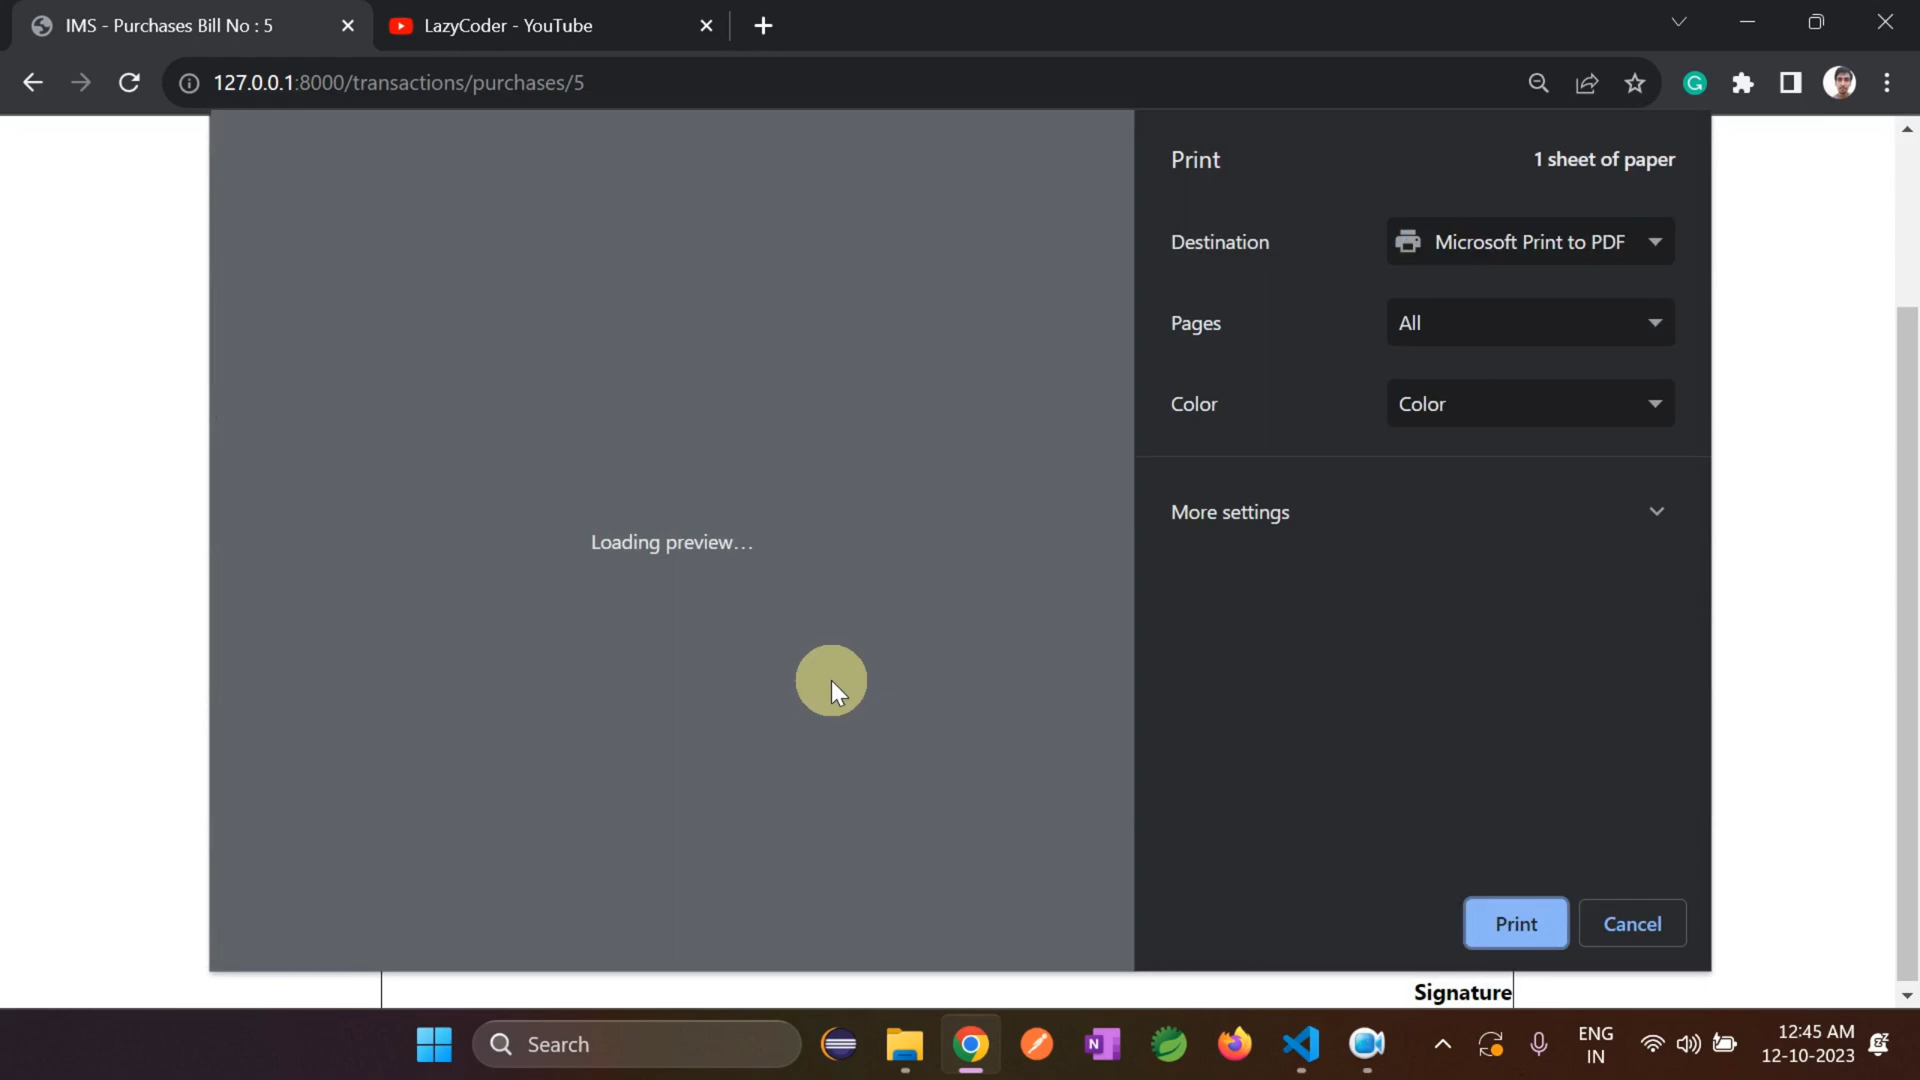 IMS - Purchases Bill No : 5
LazyCoder - YouTube
127.0.0.1:8000/transactions/purchases/5
Print
1 sheet of paper
Destination
Microsoft Print to PDF
Pages
All
Color
Color
More settings
Loading preview...
Print
Cancel
Signature
Search
ENG
IN
12:45 AM
12-10-2023